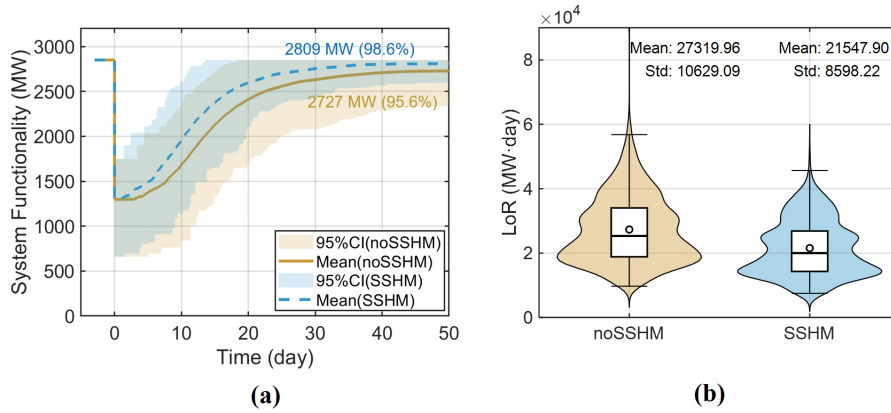 (a)
3000
2500
2000
1500
1000
500
0
System Functionality (MW)
2809 MW (98.6%)
2727 MW (95.6%)
95%CI(noSSHM)
Mean(noSSHM)
95%CI(SSHM)
Mean(SSHM)
0
10
20
30
40
50
Time (day)
(a)
(b)
×10⁴
8
6
4
2
0
LoR (MW·day)
Mean: 27319.96
Std: 10629.09
Mean: 21547.90
Std: 8598.22
noSSHM
SSHM
(b)